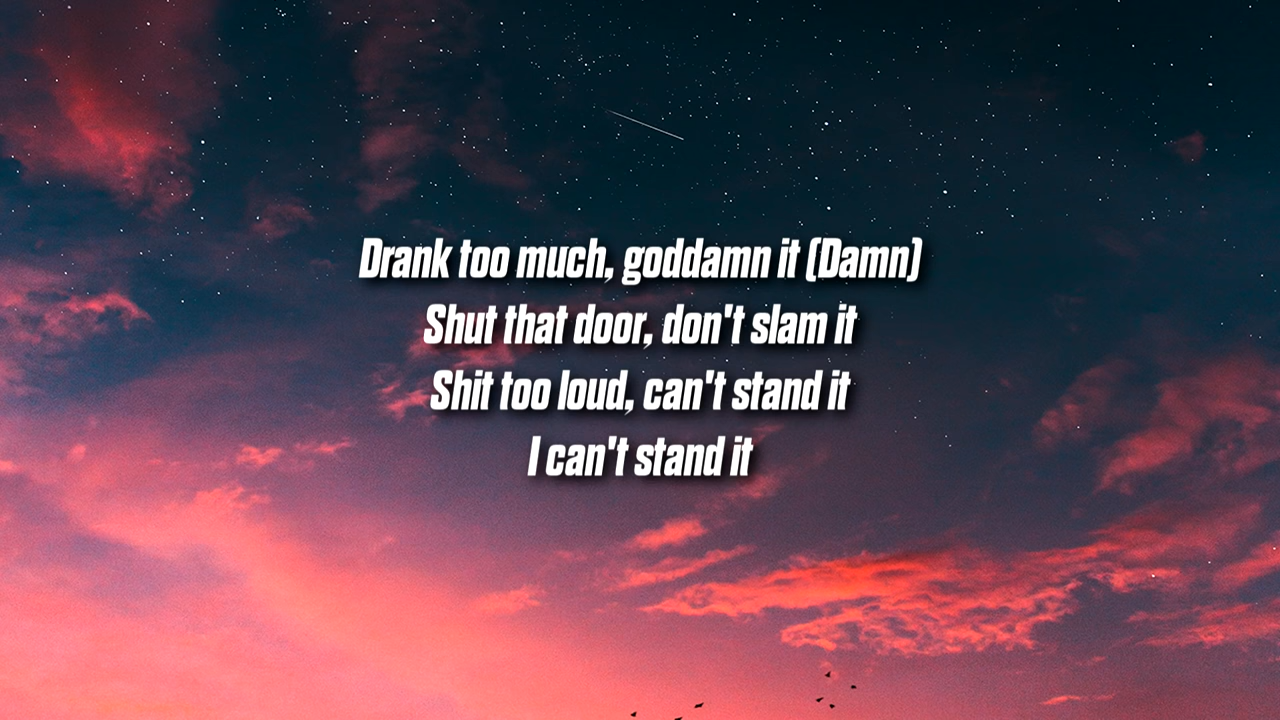 Drank too much, goddamn it (Damn)
Shut that door, don't slam it
Shit too loud, can't stand it
I can't stand it